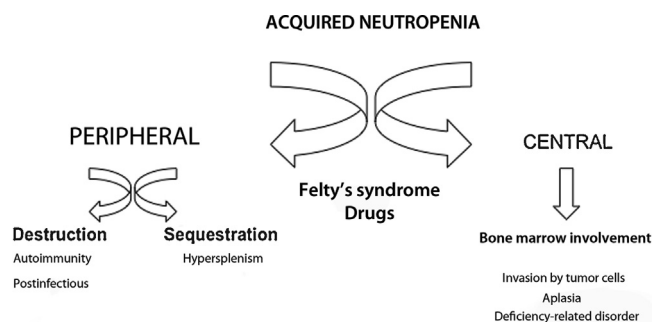 ACQUIRED NEUTROPENIA
PERIPHERAL
CENTRAL
Felty's syndrome
Drugs
Destruction
Sequestration
Bone marrow involvement
Autoimmunity
Hypersplenism
Postinfectious
Invasion by tumor cells
Aplasia
Deficiency-related disorder